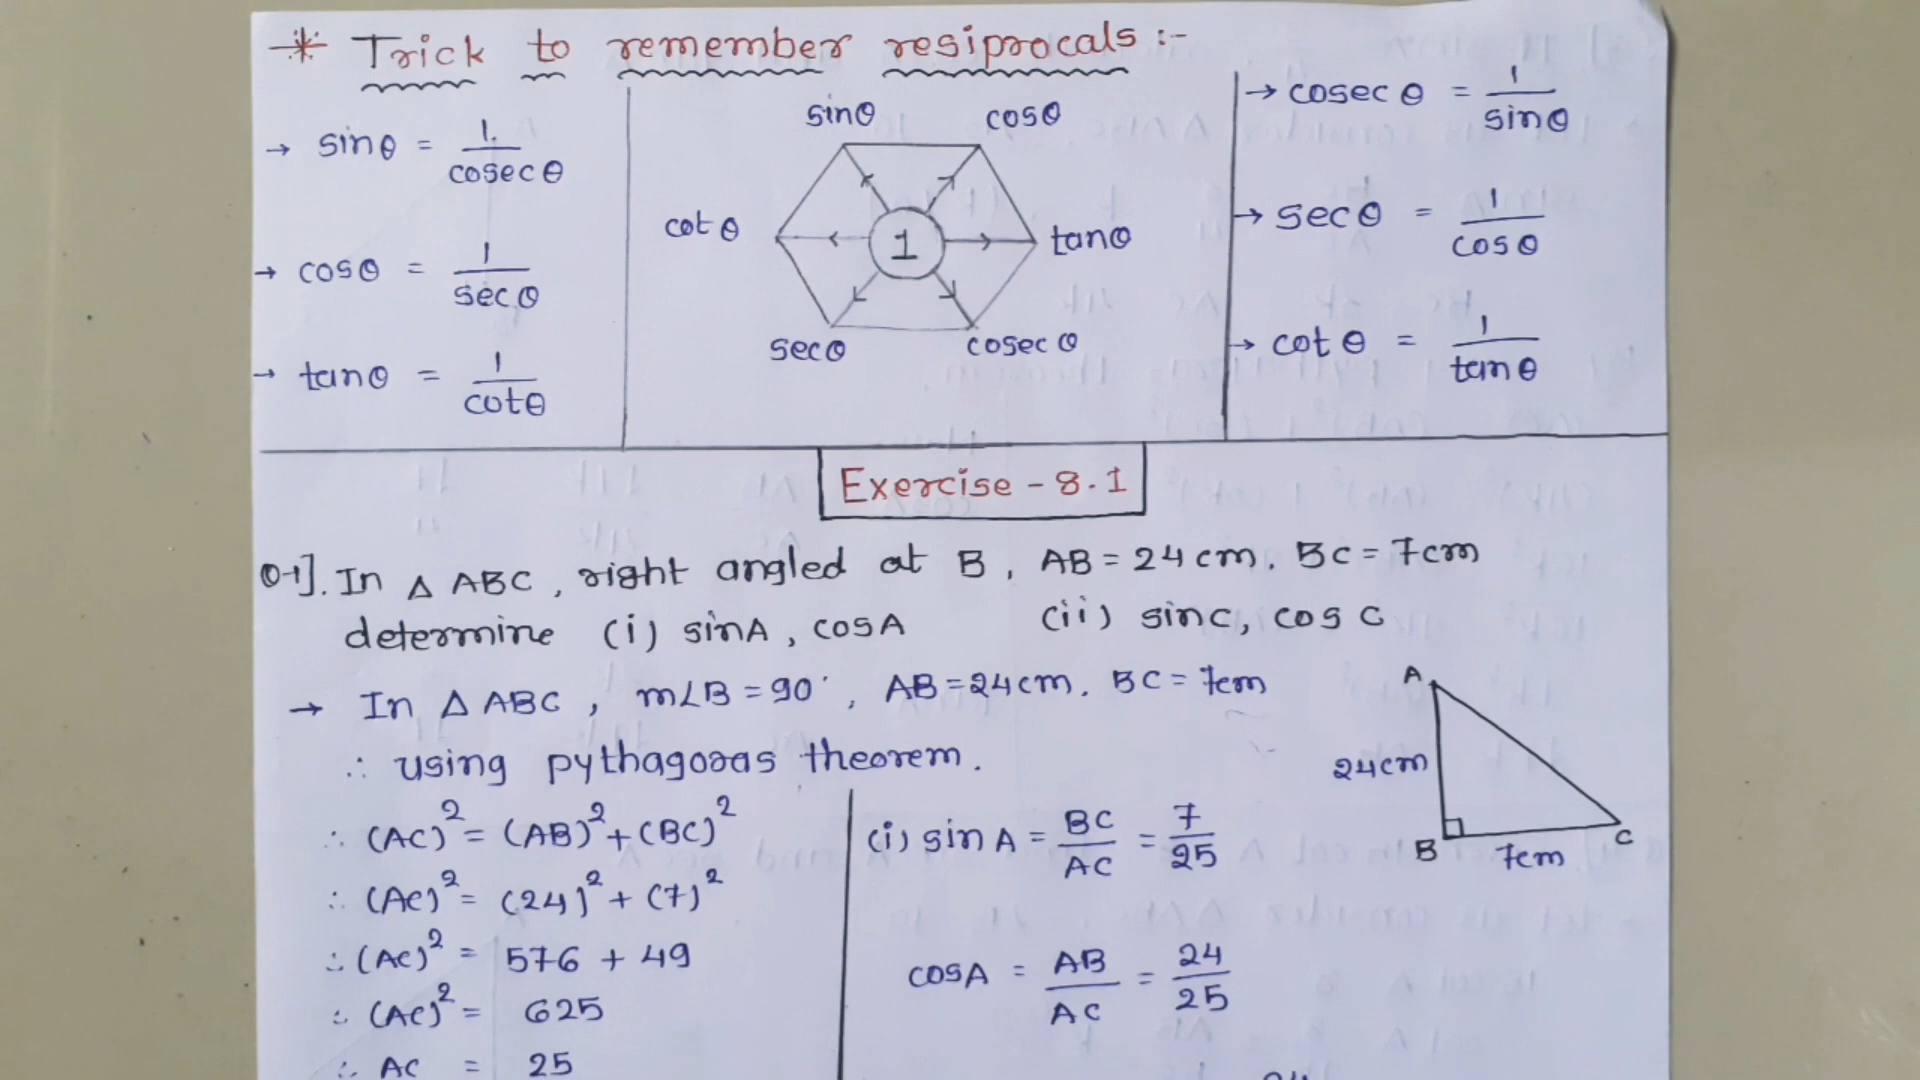 * Trick to remember resiprocals :-
→ sinθ = 1/cosecθ
→ cosθ = 1/secθ
→ tanθ = 1/cotθ
sinθ cosθ
cotθ 1 tanθ
secθ cosecθ
→ cosecθ = 1/sinθ
→ secθ = 1/cosθ
→ cotθ = 1/tanθ
Exercise - 8.1
Q-1]. In △ ABC, right angled at B, AB = 24cm. BC = 7cm
determine (i) sinA, cosA (ii) sinc, cos C
→ In △ ABC, m∠B = 90°, AB = 24cm. BC = 7cm
∴ using pythagoras theorem.
∴ (AC)² = (AB)² + (BC)²
∴ (AC)² = (24)² + (7)²
∴ (AC)² = 576 + 49
∴ (AC)² = 625
∴ AC = 25
(i) sin A = BC/AC = 7/25
cosA = AB/AC = 24/25
A
24cm
B 7cm C